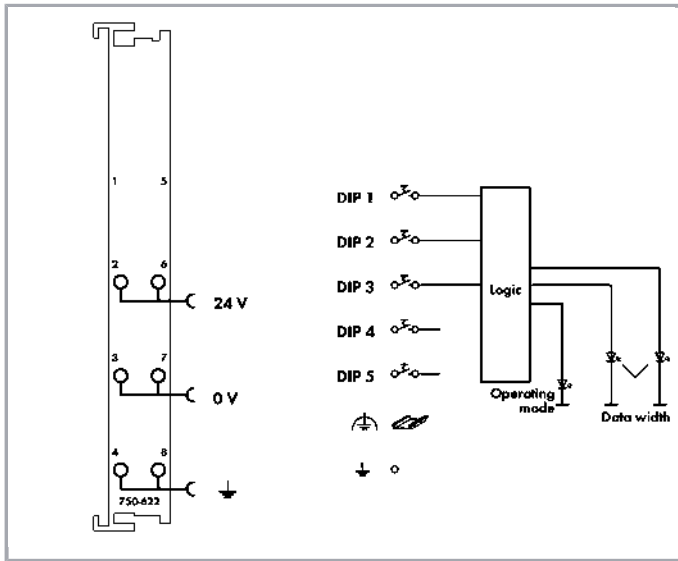 1 5
2 6
24 V
3 7
0 V
4 8
750-622
DIP 1
DIP 2
DIP 3
DIP 4
DIP 5
Logic
Operating
mode
Data width